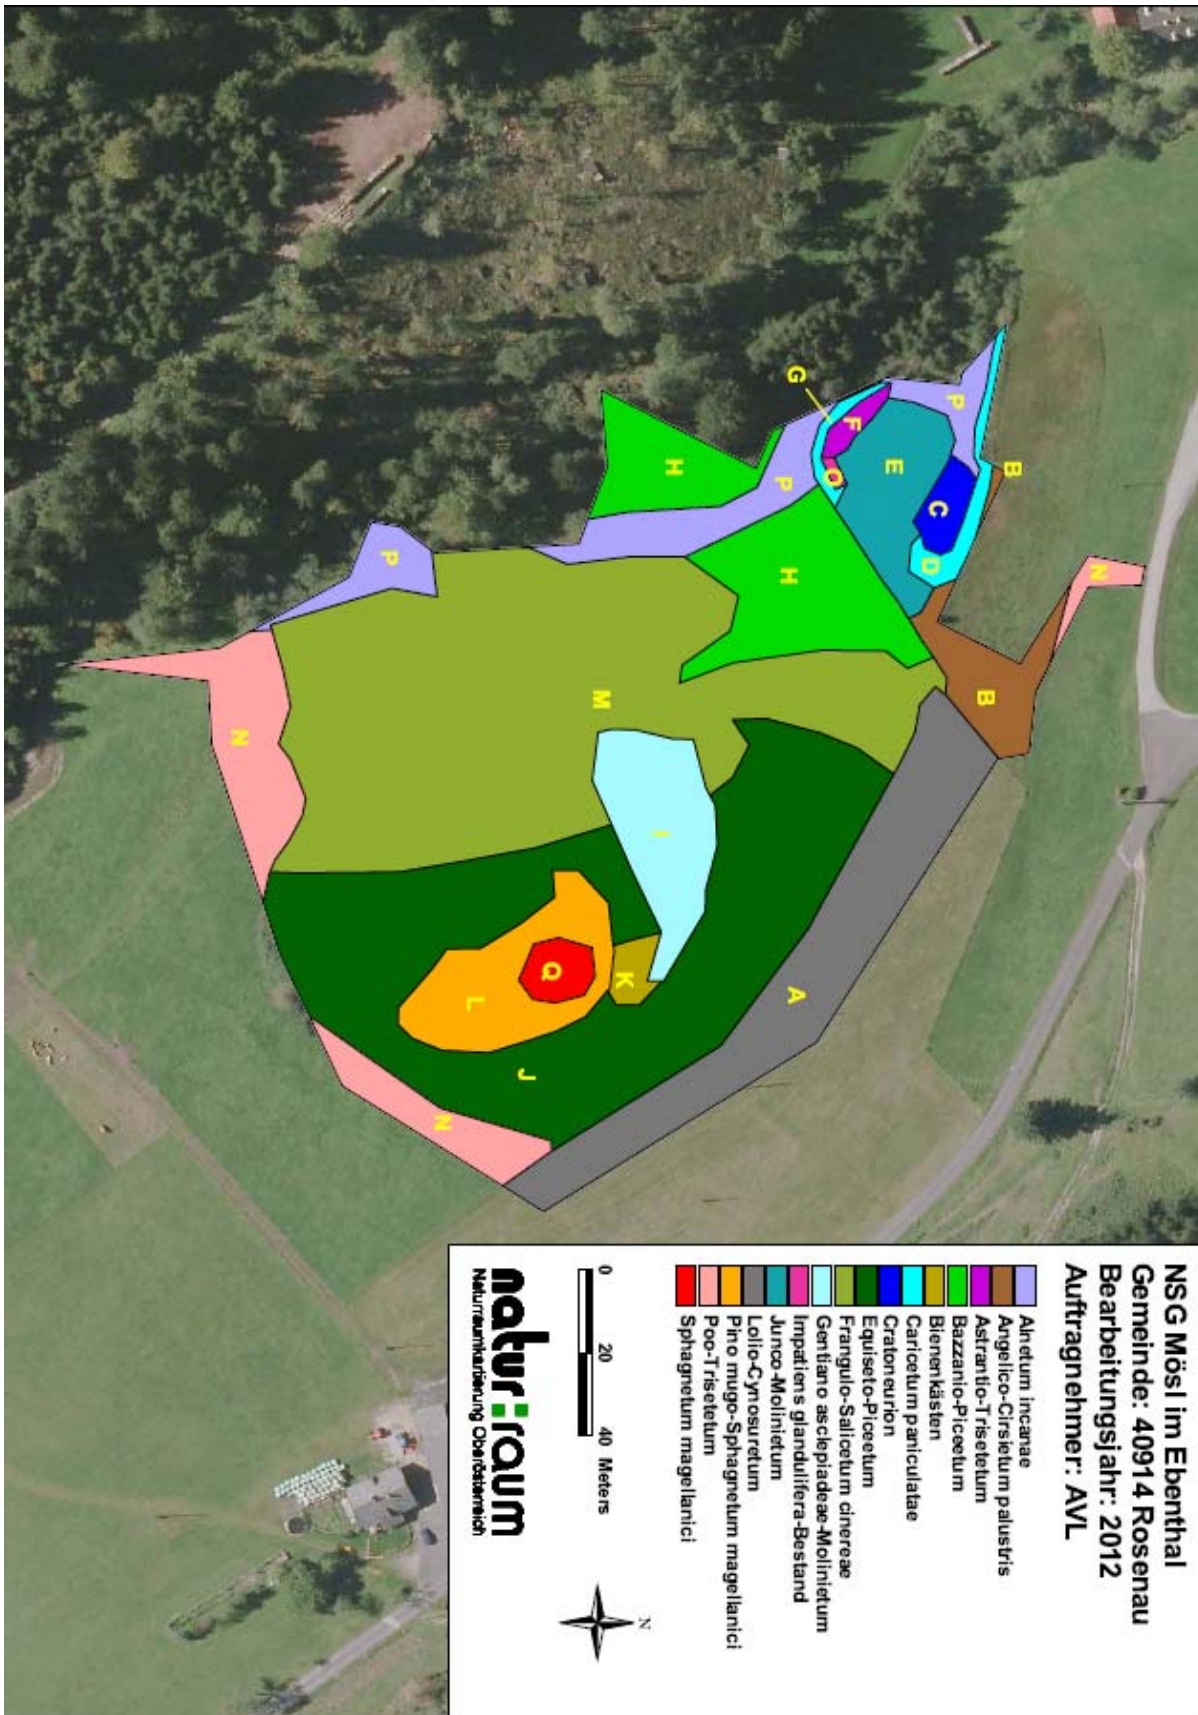 NSG Mösl im Ebenthal
Gemeinde: 40914 Rosenau
Bearbeitungsjahr: 2012
Auftragnehmer: AVL
Alnetum incanae
Angelico-Cirsietum palustris
Astrantio-Trisetetum
Bazzanio-Piceetum
Bienenkästen
Caricetum paniculatae
Cratoneurion
Equiseto-Piceetum
Frangulo-Salicetum cinereae
Gentiano asclepiadeae-Molinietum
Impatiens glandulifera-Bestand
Junco-Molinietum
Lolio-Cynosuretum
Pino mugo-Sphagnetum magellanici
Poo-Trisetetum
Sphagnetum magellanici
0 20 40 Meters
N
natur:raum
Naturraumkartierung Oberösterreich
B
N
P
C
D
B
E
F
O
G
H
P
H
A
M
I
K
Q
L
J
P
N
N